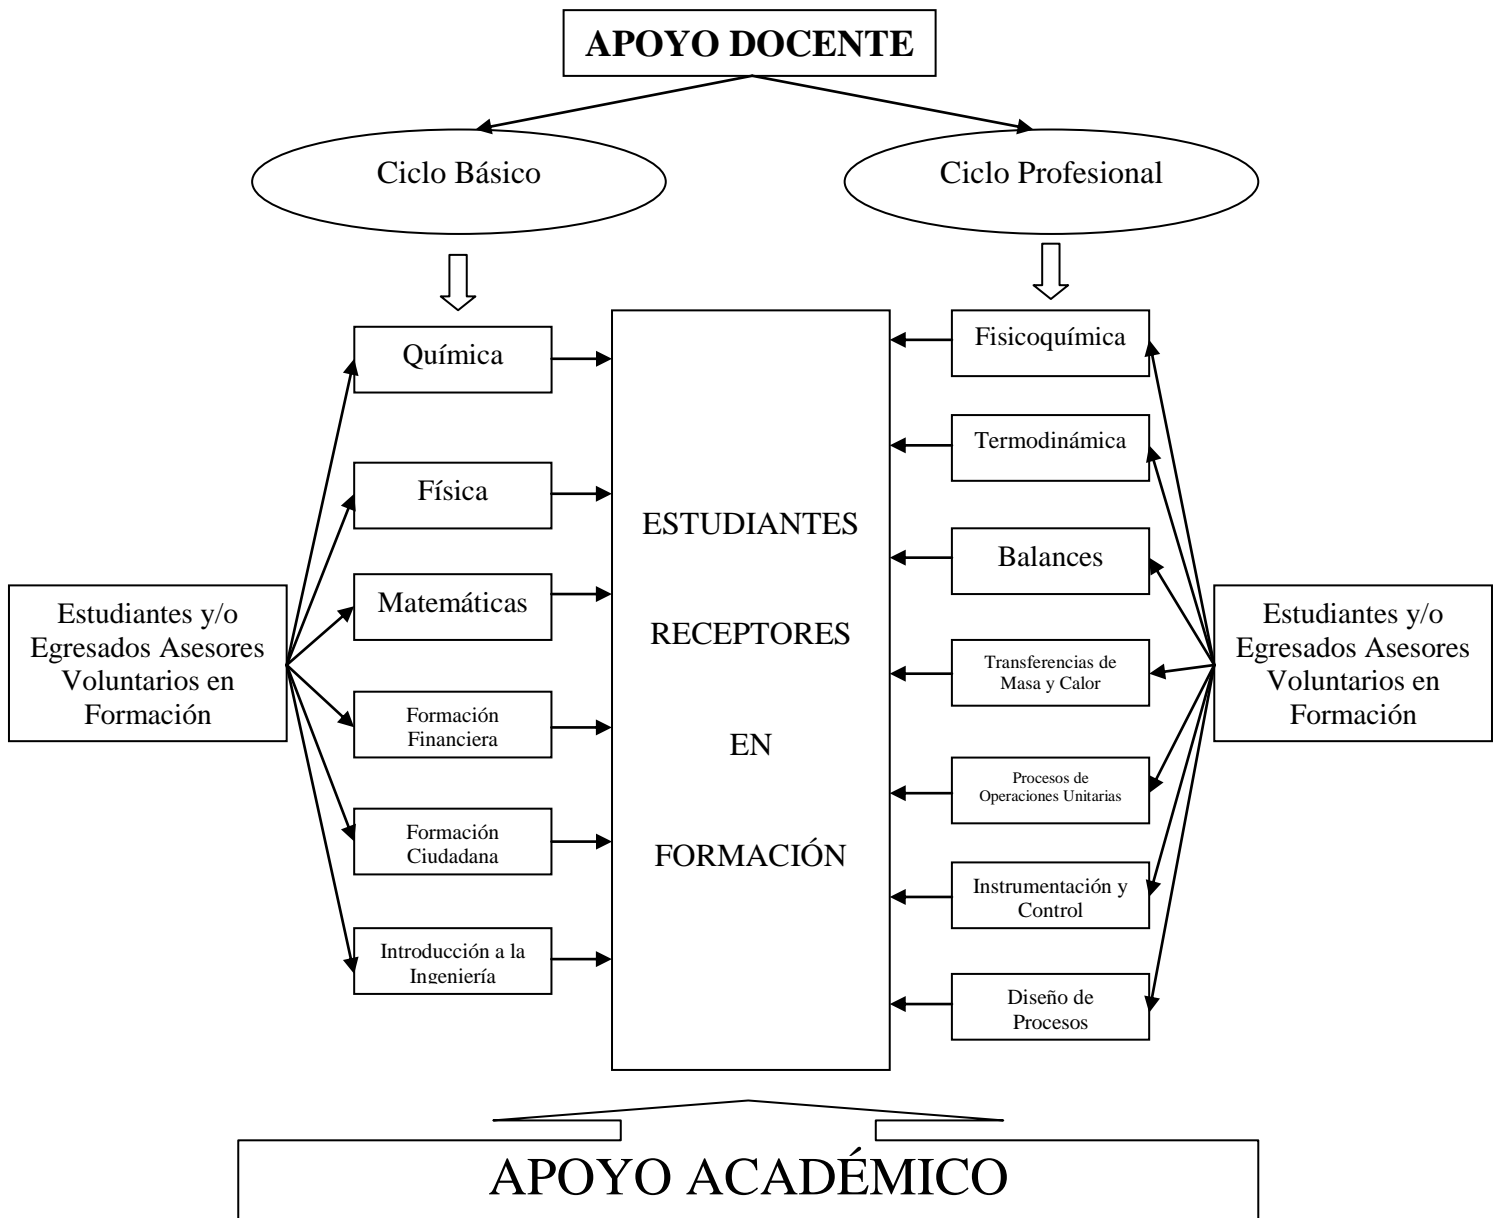 APOYO DOCENTE
Ciclo Básico
Ciclo Profesional
Química
Física
Matemáticas
Formación
Financiera
Formación
Ciudadana
Introducción a la
Ingeniería
Estudiantes y/o
Egresados Asesores
Voluntarios en
Formación
ESTUDIANTES
RECEPTORES
EN
FORMACIÓN
Fisicoquímica
Termodinámica
Balances
Transferencias de
Masa y Calor
Procesos de
Operaciones Unitarias
Instrumentación y
Control
Diseño de
Procesos
Estudiantes y/o
Egresados Asesores
Voluntarios en
Formación
APOYO ACADÉMICO